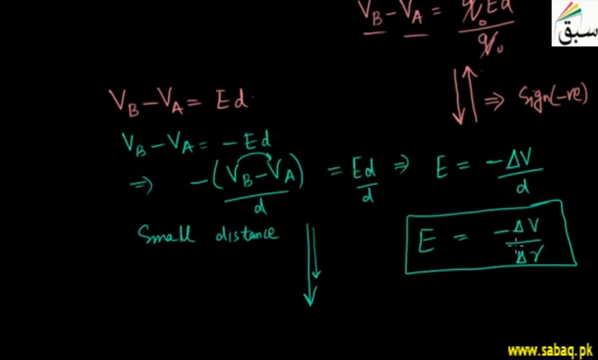 V_B - V_A = q₀Ed / q₀
سبق
⇒ Sign(-ve)
V_B - V_A = Ed
V_B - V_A = -Ed
⇒ -(V_B - V_A) / d = Ed / d ⇒ E = -ΔV / d
Small distance
E = -ΔV / Δr
www.sabaq.pk